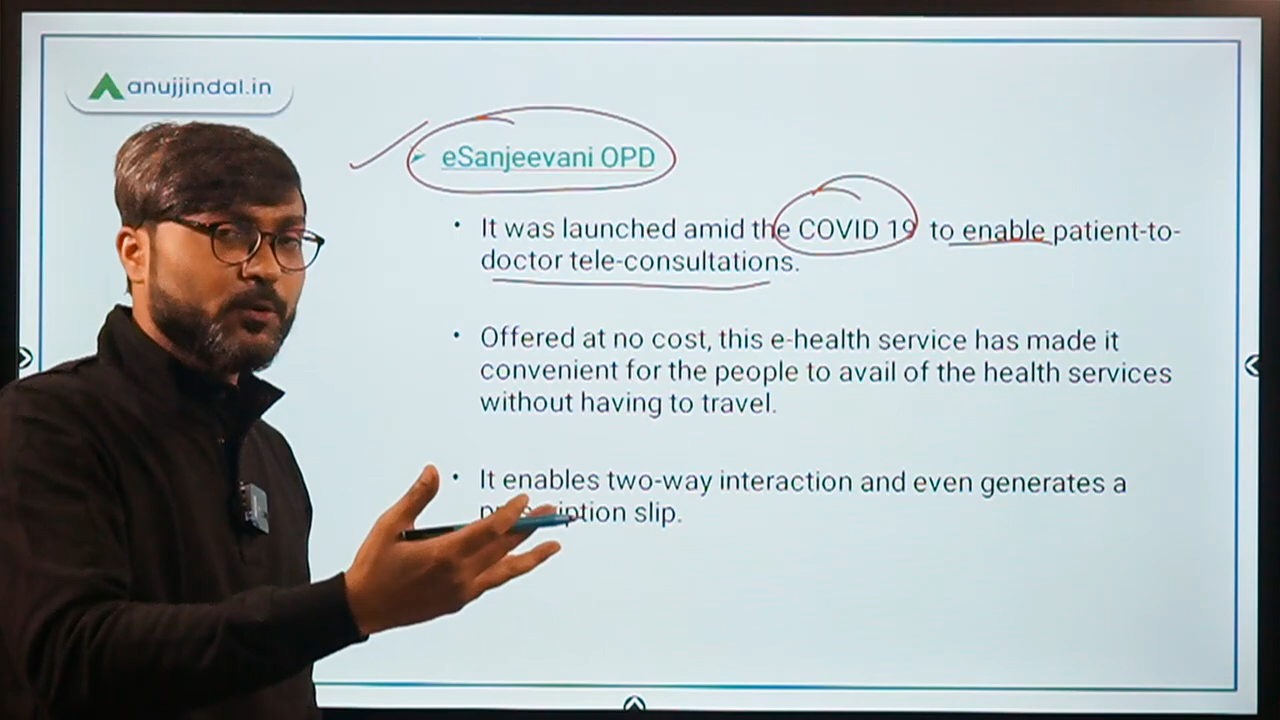 anujjindal.in
eSanjeevani OPD
It was launched amid the COVID 19 to enable patient-to-
doctor tele-consultations.
Offered at no cost, this e-health service has made it
convenient for the people to avail of the health services
without having to travel.
It enables two-way interaction and even generates a
prescription slip.